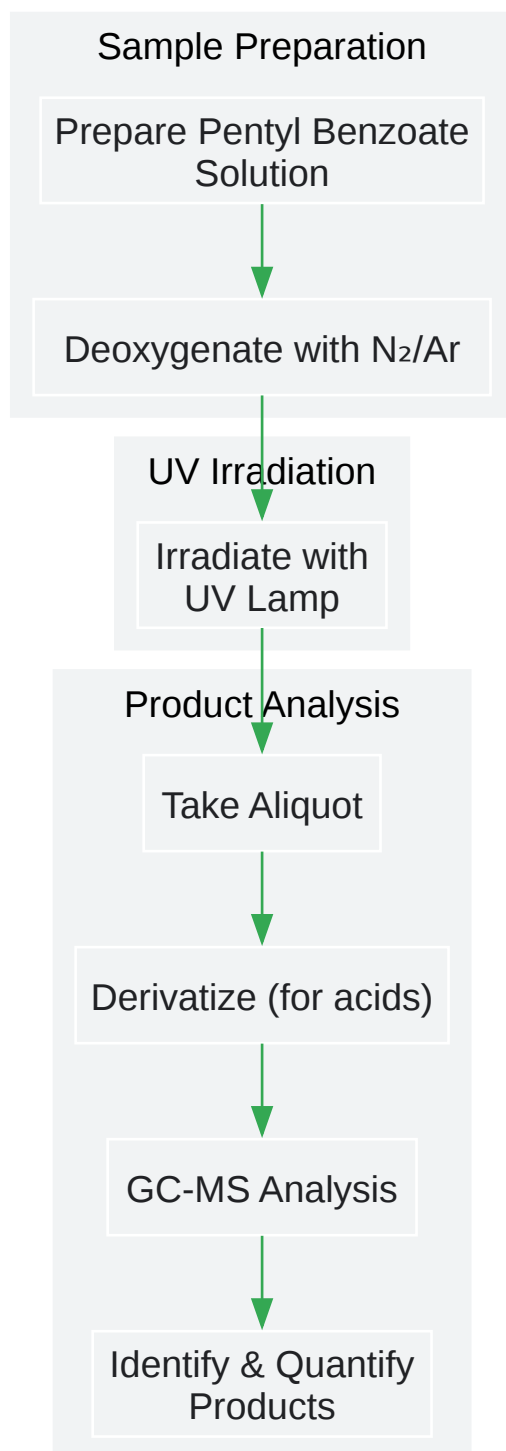 Sample Preparation
Prepare Pentyl Benzoate
Solution
Deoxygenate with N₂/Ar
UV Irradiation
Irradiate with
UV Lamp
Product Analysis
Take Aliquot
Derivatize (for acids)
GC-MS Analysis
Identify & Quantify
Products